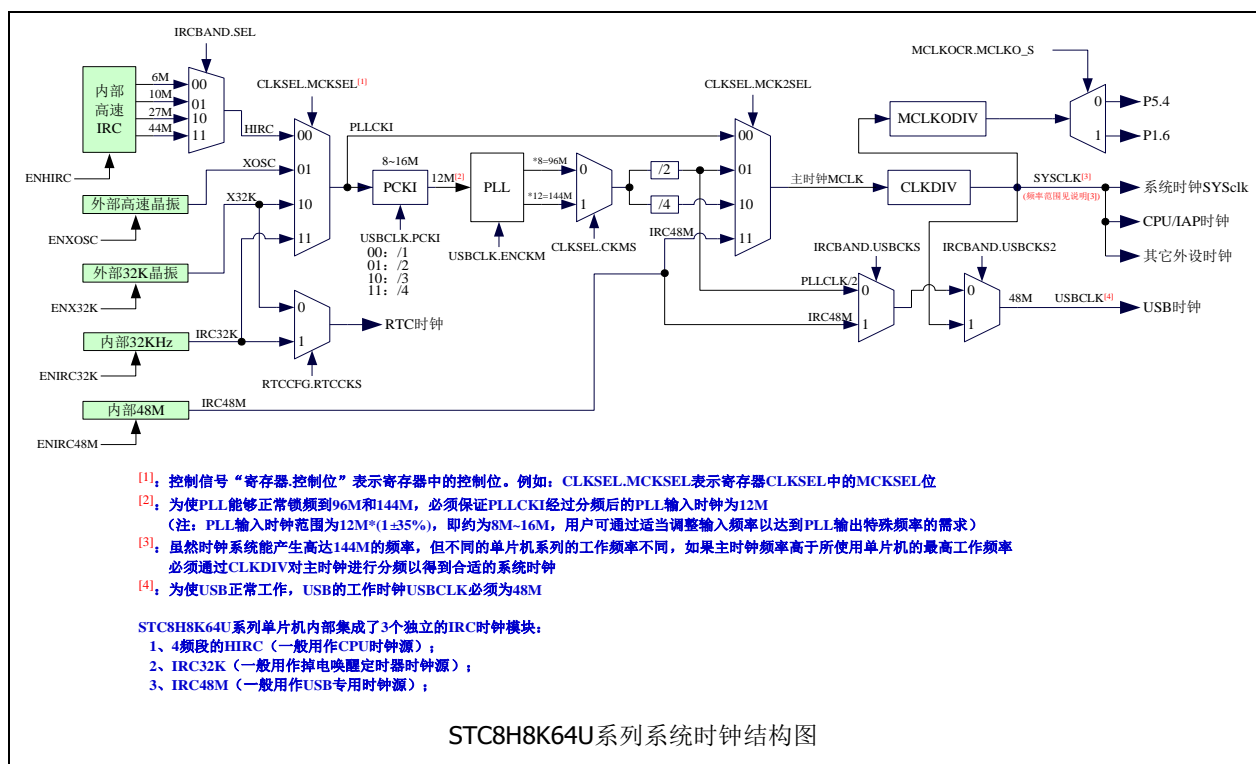 IRCBAND.SEL
MCLKOCR.MCLKO_S
内部
高速
IRC
6M
10M
27M
44M
00
01
10
11
HIRC
ENHIRC
CLKSEL.MCKSEL[1]
00
01
10
11
XOSC
外部高速晶振
ENXOSC
X32K
外部32K晶振
ENX32K
内部32KHz
IRC32K
ENIRC32K
内部48M
IRC48M
ENIRC48M
0
1
RTC时钟
RTCCFG.RTCCKS
PLLCKI
8~16M
PCKI
12M[2]
USBCLK.PCKI
00: /1
01: /2
10: /3
11: /4
PLL
USBCLK.ENCKM
*8=96M
*12=144M
0
1
CLKSEL.CKMS
/2
/4
IRC48M
CLKSEL.MCK2SEL
00
01
10
11
主时钟MCLK
CLKDIV
MCLKODIV
0
1
P5.4
P1.6
SYSCLK[3]
(频率范围见说明[3])
系统时钟SYSclk
CPU/IAP时钟
其它外设时钟
IRCBAND.USBCKS
IRCBAND.USBCKS2
PLLCLK/2
IRC48M
0
1
0
1
48M
USBCLK[4]
USB时钟
[1]：控制信号“寄存器.控制位”表示寄存器中的控制位。例如：CLKSEL.MCKSEL表示寄存器CLKSEL中的MCKSEL位
[2]：为使PLL能够正常锁频到96M和144M，必须保证PLLCKI经过分频后的PLL输入时钟为12M
（注：PLL输入时钟范围为12M*(1±35%)，即约为8M~16M，用户可通过适当调整输入频率以达到PLL输出特殊频率的需求）
[3]：虽然时钟系统能产生高达144M的频率，但不同的单片机系列的工作频率不同，如果主时钟频率高于所使用单片机的最高工作频率
必须通过CLKDIV对主时钟进行分频以得到合适的系统时钟
[4]：为使USB正常工作，USB的工作时钟USBCLK必须为48M
STC8H8K64U系列单片机内部集成了3个独立的IRC时钟模块：
1、4频段的HIRC（一般用作CPU时钟源）；
2、IRC32K（一般用作掉电唤醒定时器时钟源）；
3、IRC48M（一般用作USB专用时钟源）；
STC8H8K64U系列系统时钟结构图